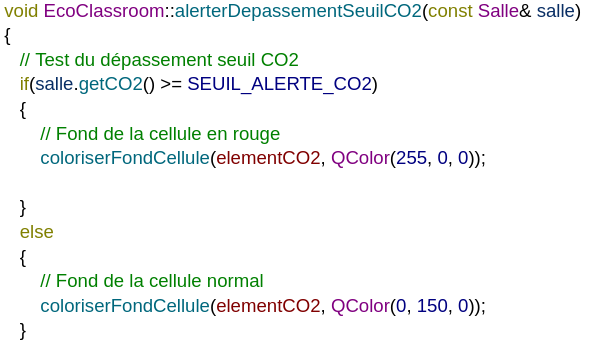 void EcoClassroom::alerterDepassementSeuilCO2(const Salle& salle)
{
// Test du dépassement seuil CO2
if(salle.getCO2() >= SEUIL_ALERTE_CO2)
{
// Fond de la cellule en rouge
coloriserFondCellule(elementCO2, QColor(255, 0, 0));
}
else
{
// Fond de la cellule normal
coloriserFondCellule(elementCO2, QColor(0, 150, 0));
}